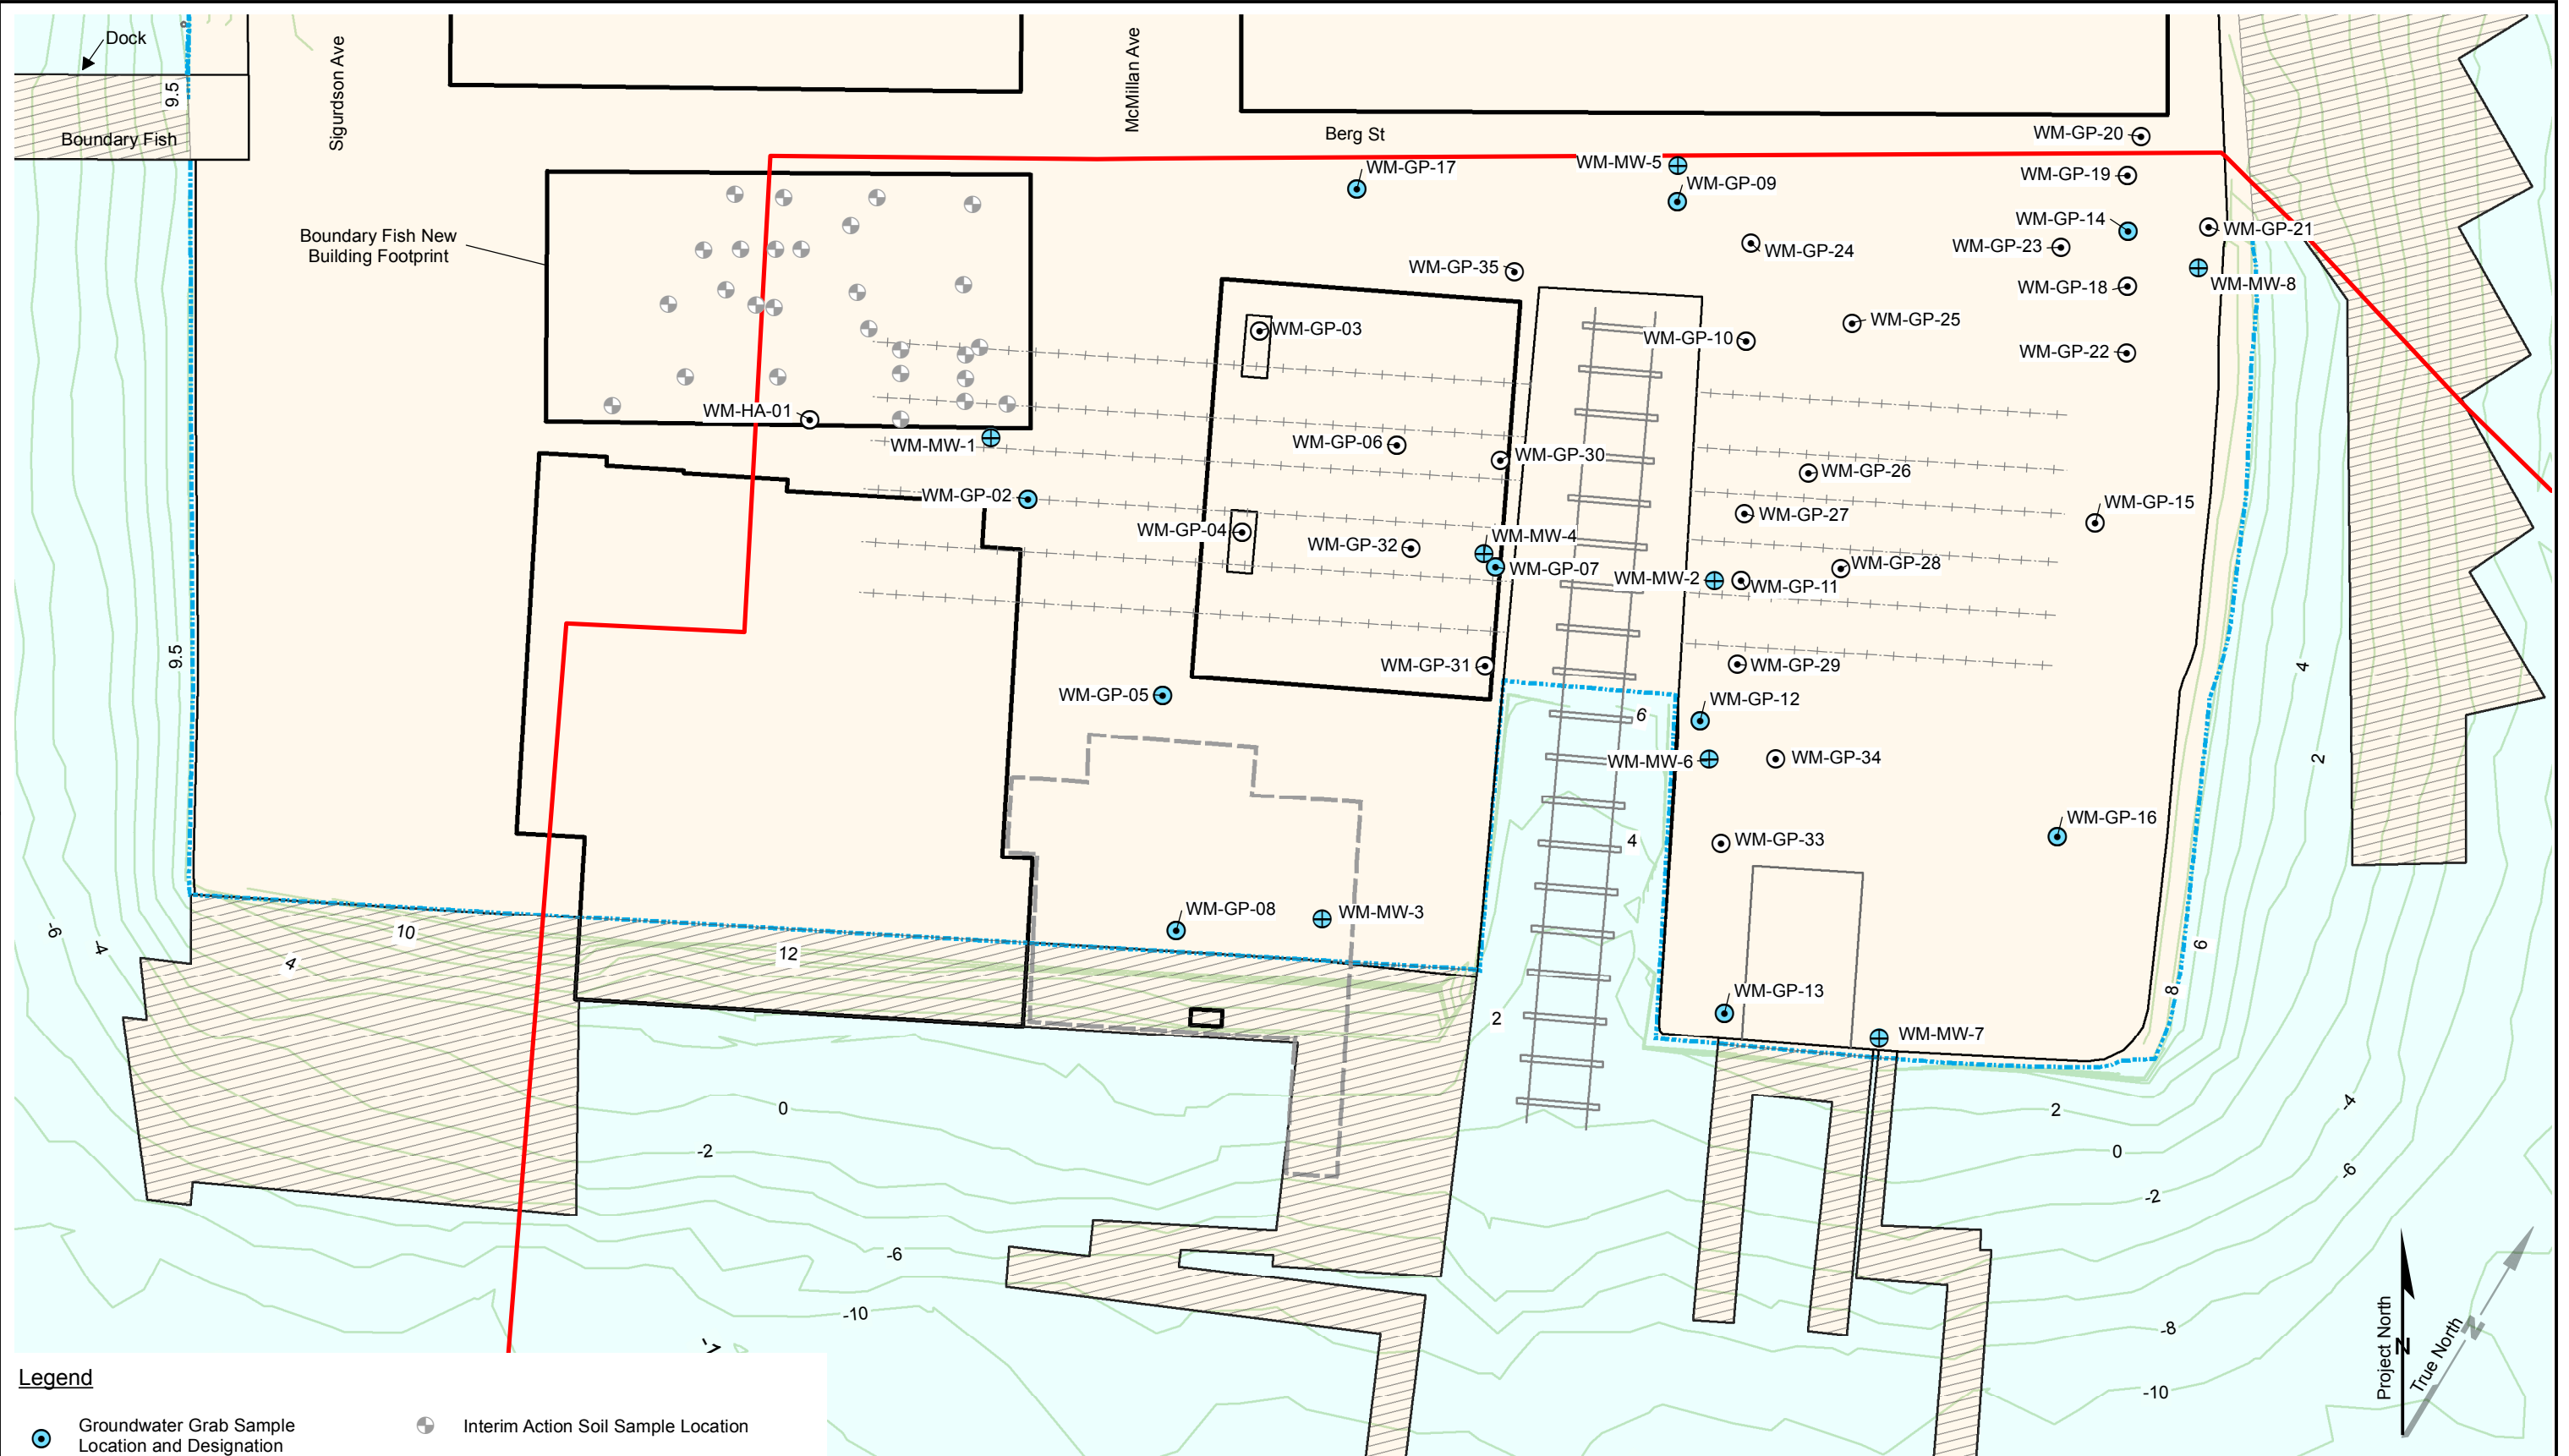 Dock
Sigurdson Ave
McMillan Ave
9.5
Boundary Fish
Berg St
WM-GP-20
WM-GP-17
WM-MW-5
WM-GP-19
WM-GP-09
WM-GP-14
WM-GP-21
Boundary Fish New
Building Footprint
WM-GP-24
WM-GP-23
WM-GP-35
WM-GP-18
WM-MW-8
WM-GP-03
WM-GP-10
WM-GP-25
WM-GP-22
WM-HA-01
WM-MW-1
WM-GP-06
WM-GP-30
WM-GP-26
WM-GP-02
WM-GP-15
WM-GP-27
WM-GP-04
WM-MW-4
WM-GP-32
WM-GP-07
WM-GP-28
WM-MW-2
WM-GP-11
9.5
WM-GP-31
WM-GP-29
4
WM-GP-05
WM-GP-12
6
2
WM-MW-6
WM-GP-34
WM-GP-16
4
WM-GP-33
WM-GP-08
WM-MW-3
-6
-4
10
4
12
6
WM-GP-13
8
2
WM-MW-7
0
2
-4
-2
0
-6
-2
-6
-10
-8
-10
Project North
True North
N
N
Legend
Groundwater Grab Sample
Location and Designation
Interim Action Soil Sample Location